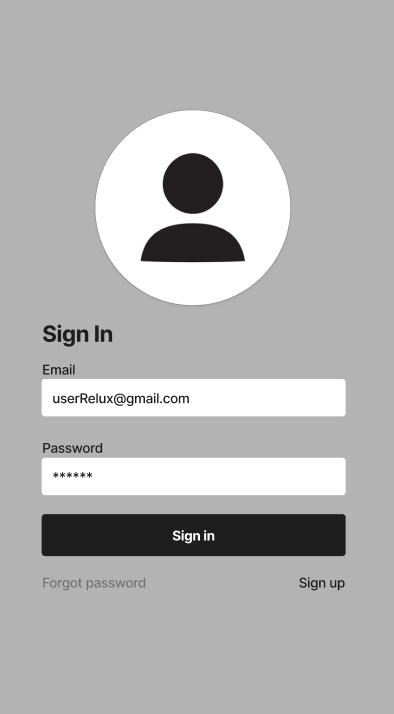 Sign In
Email
userRelux@gmail.com
Password
******
Sign in
Forgot password
Sign up